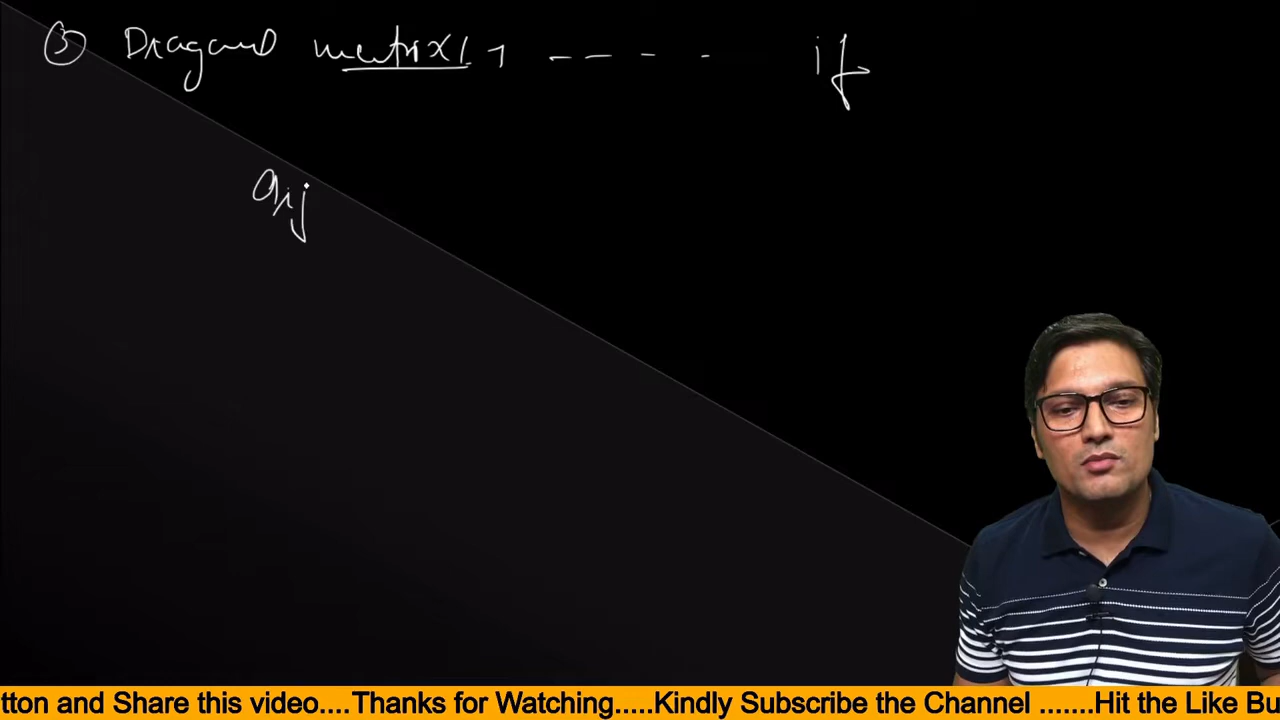 ③ Diagonal matrix :→ ---- if
aij
tton and Share this video....Thanks for Watching.....Kindly Subscribe the Channel .......Hit the Like Bu